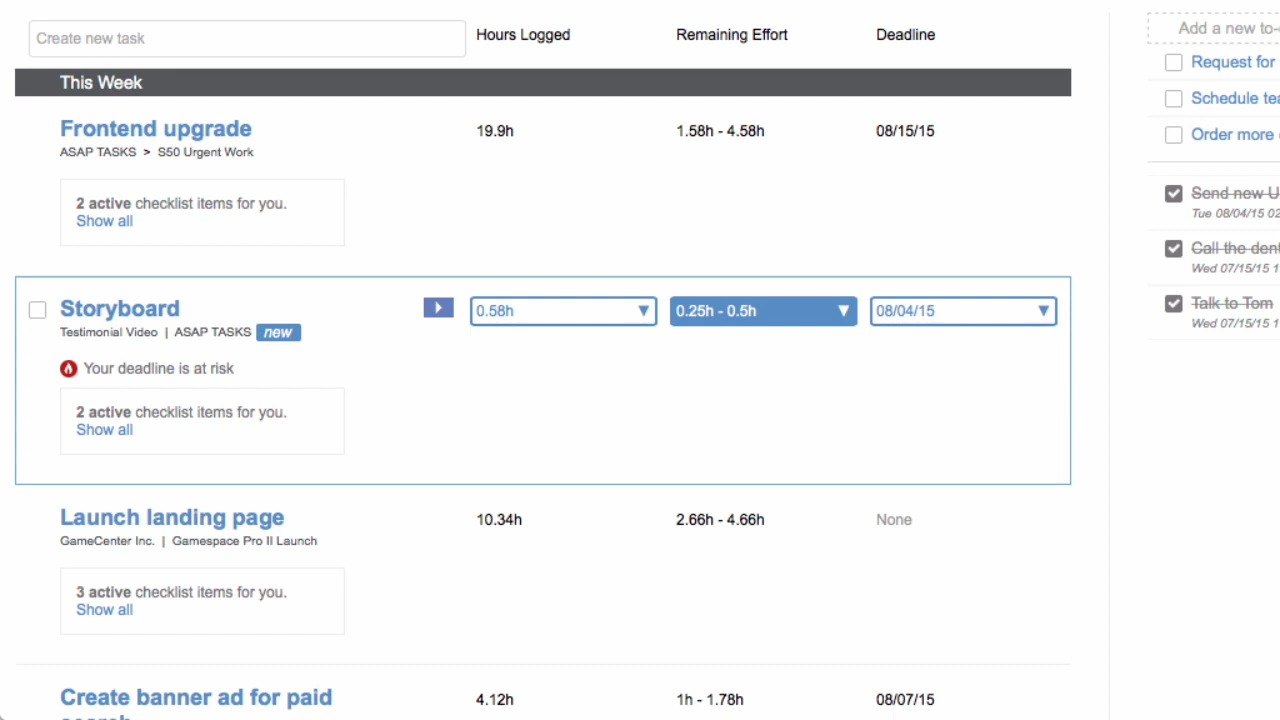 Create new task
Hours Logged
Remaining Effort
Deadline
This Week
Frontend upgrade
19.9h
1.58h - 4.58h
08/15/15
ASAP TASKS > S50 Urgent Work
2 active checklist items for you.
Show all
Storyboard
0.58h
0.25h - 0.5h
08/04/15
Testimonial Video | ASAP TASKS new
Your deadline is at risk
2 active checklist items for you.
Show all
Launch landing page
10.34h
2.66h - 4.66h
None
GameCenter Inc. | Gamespace Pro II Launch
3 active checklist items for you.
Show all
Create banner ad for paid
4.12h
1h - 1.78h
08/07/15
Add a new to-
Request for
Schedule
Order more
Send new
Tue 08/04/15
Call the
Wed 07/15/15
Talk to Tom
Wed 07/15/15